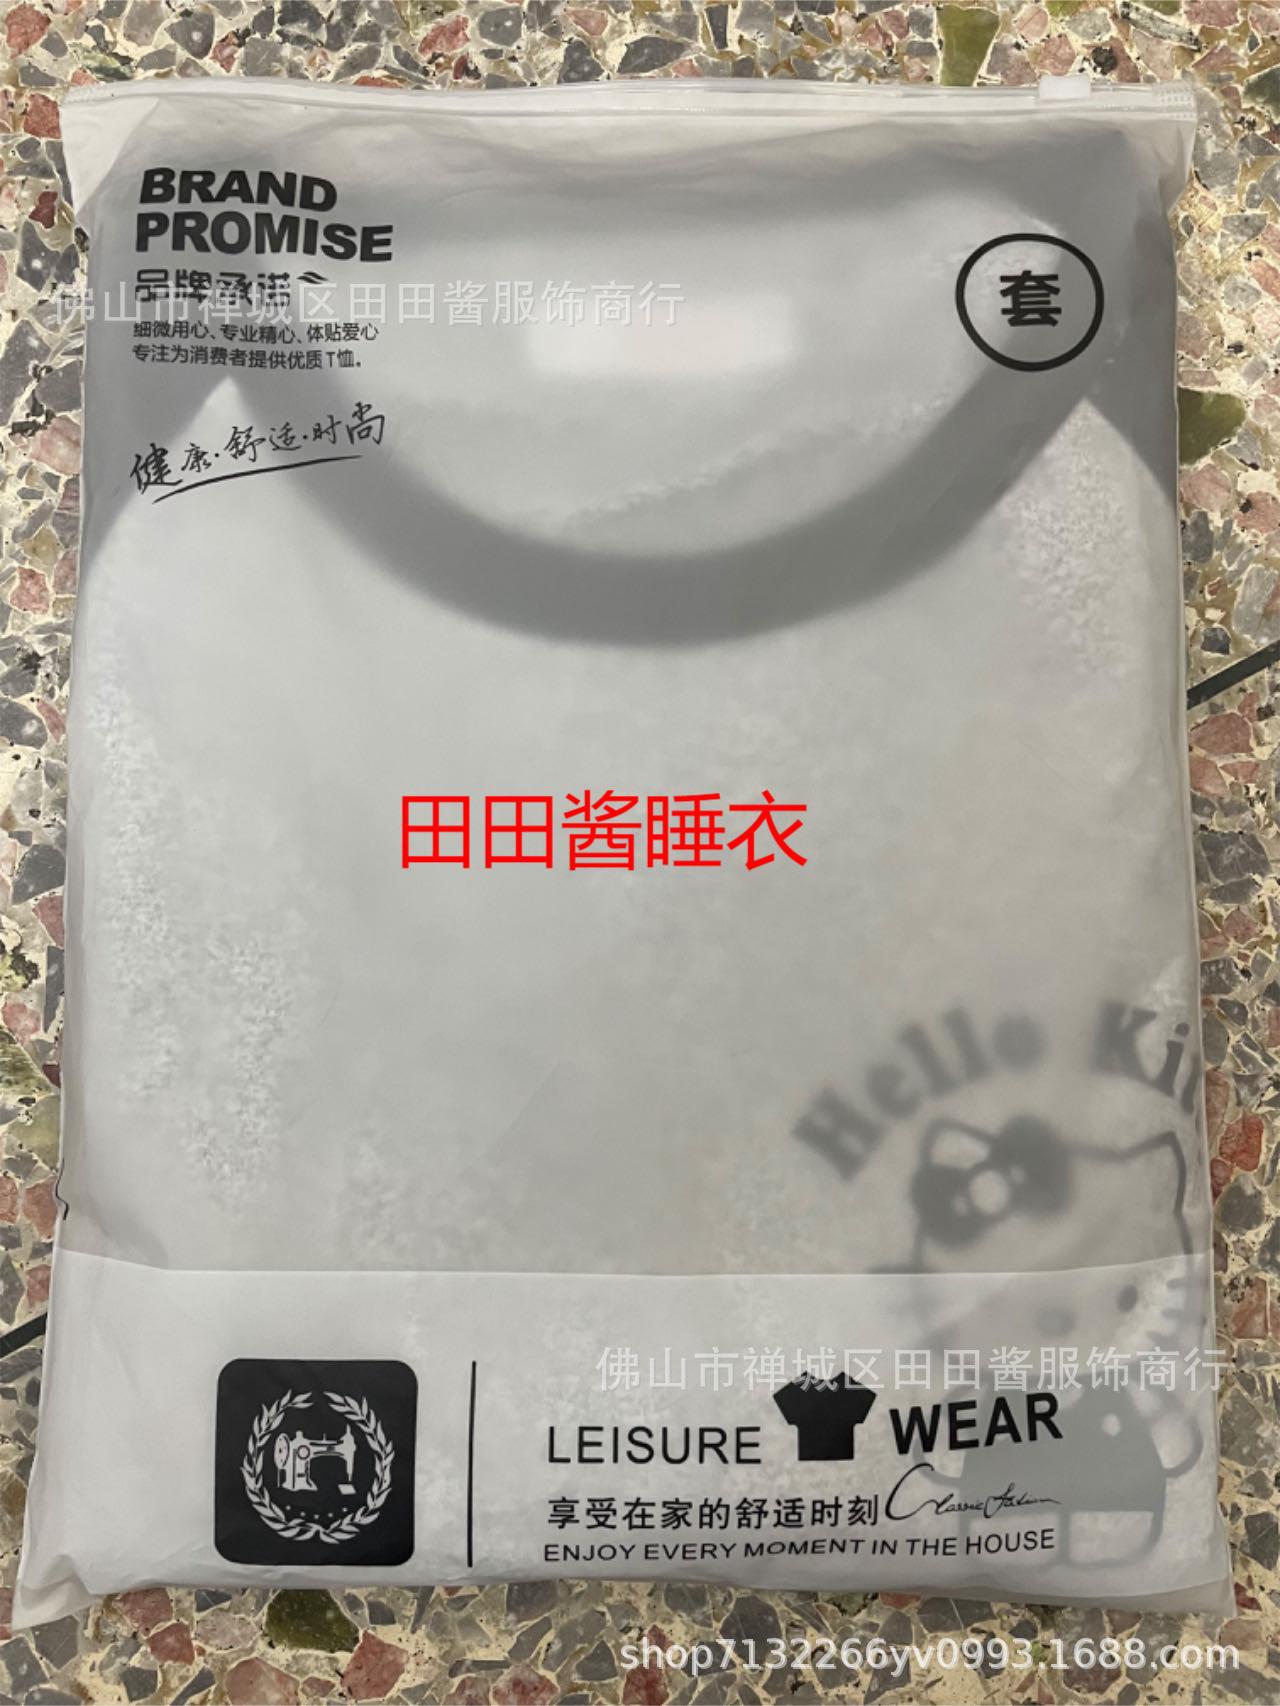 BRAND
PROMISE
品牌承诺
佛山市禅城区田田酱服饰商行
细微用心、专业精心、体贴爱心
专注为消费者提供优质T恤。
健康·舒适·时尚
套
田田酱睡衣
Hello Kit
佛山市禅城区田田酱服饰商行
LEISURE WEAR
享受在家的舒适时刻 Classic Fashion
ENJOY EVERY MOMENT IN THE HOUSE
shop7132266yv0993.1688.com